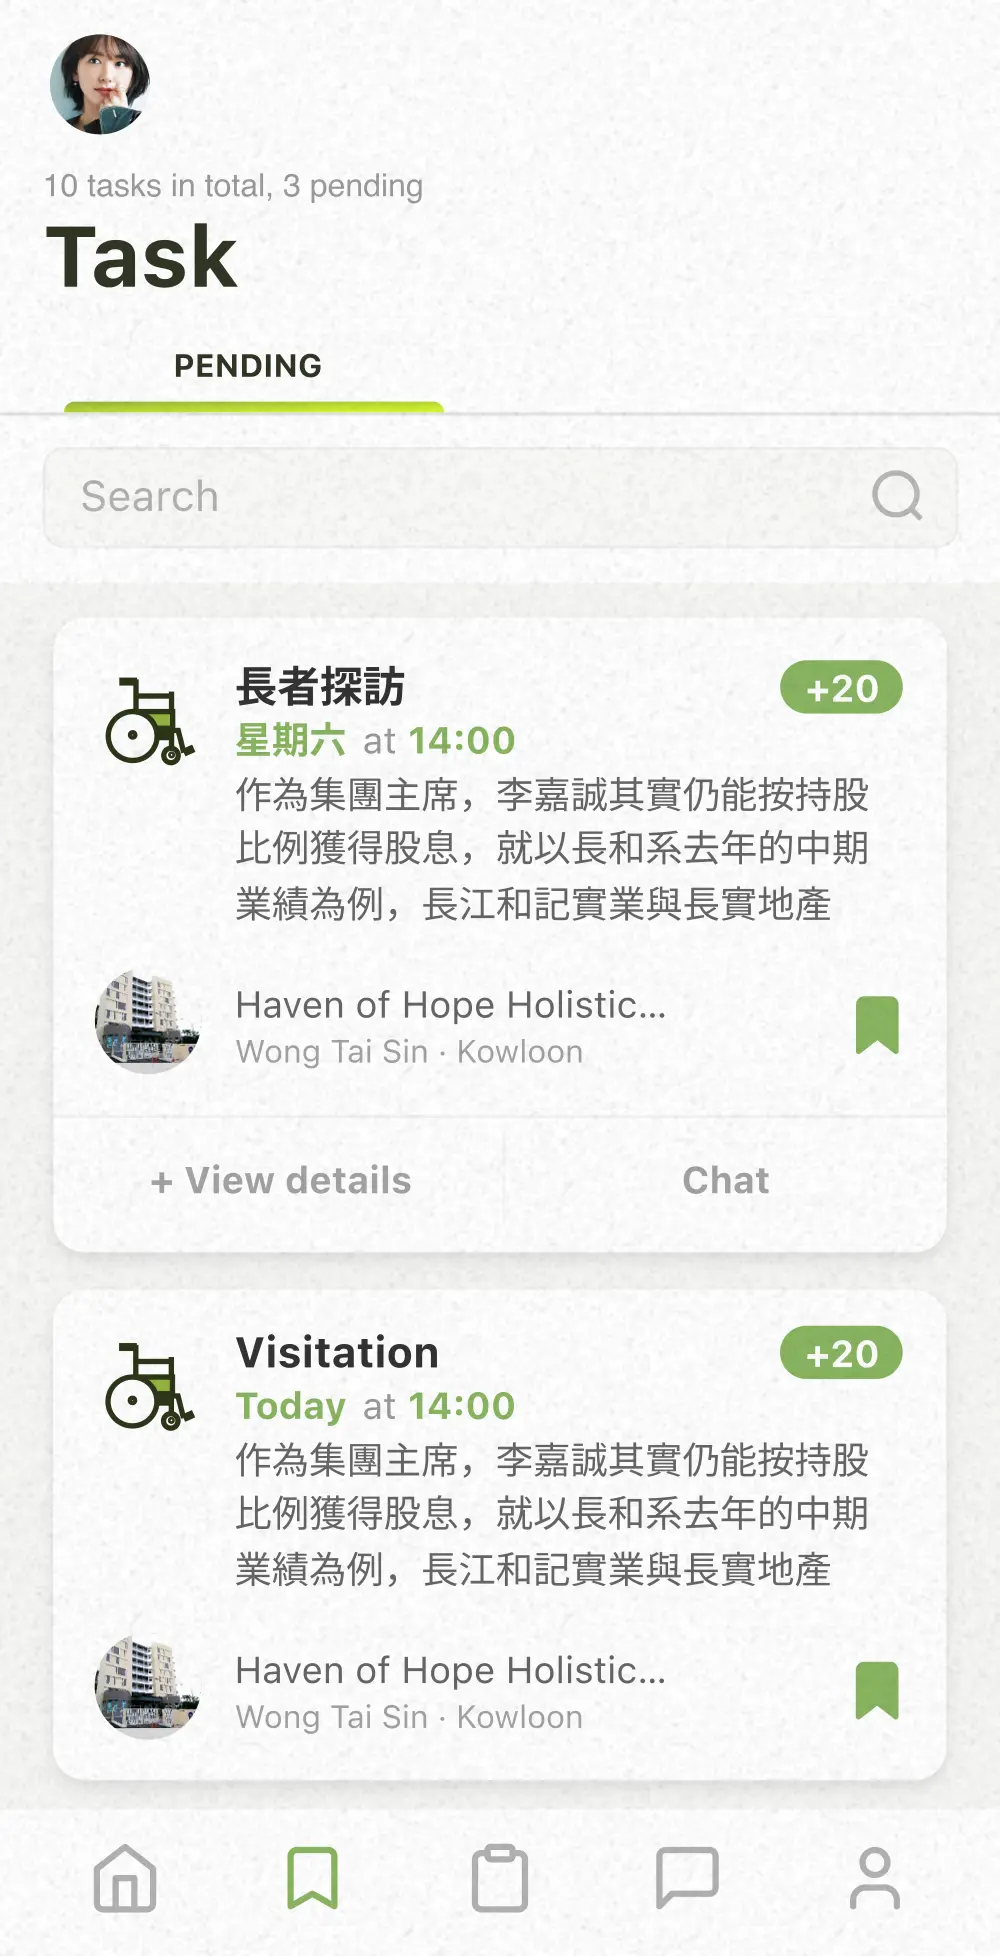 10 tasks in total, 3 pending
Task
PENDING
Search
長者探訪
+20
星期六 at 14:00
作為集團主席，李嘉誠其實仍能按持股
比例獲得股息，就以長和系去年的中期
業績為例，長江和記實業與長實地產
Haven of Hope Holistic...
Wong Tai Sin · Kowloon
+ View details
Chat
Visitation
+20
Today at 14:00
作為集團主席，李嘉誠其實仍能按持股
比例獲得股息，就以長和系去年的中期
業績為例，長江和記實業與長實地產
Haven of Hope Holistic...
Wong Tai Sin · Kowloon